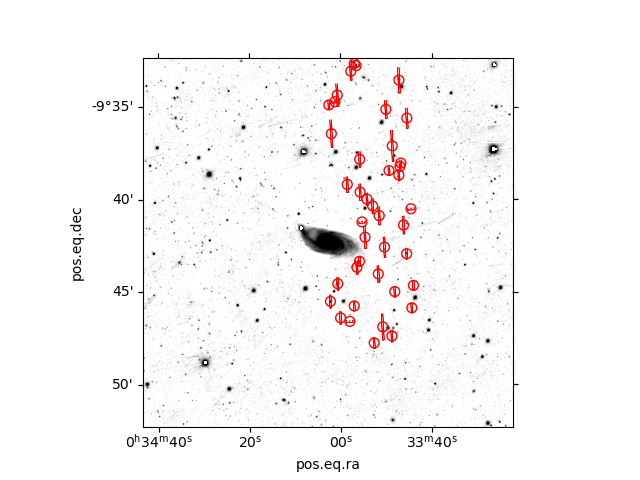 -9°35'
40'
45'
50'
pos.eq.dec
0ʰ34ᵐ40ˢ
20ˢ
00ˢ
33ᵐ40ˢ
pos.eq.ra